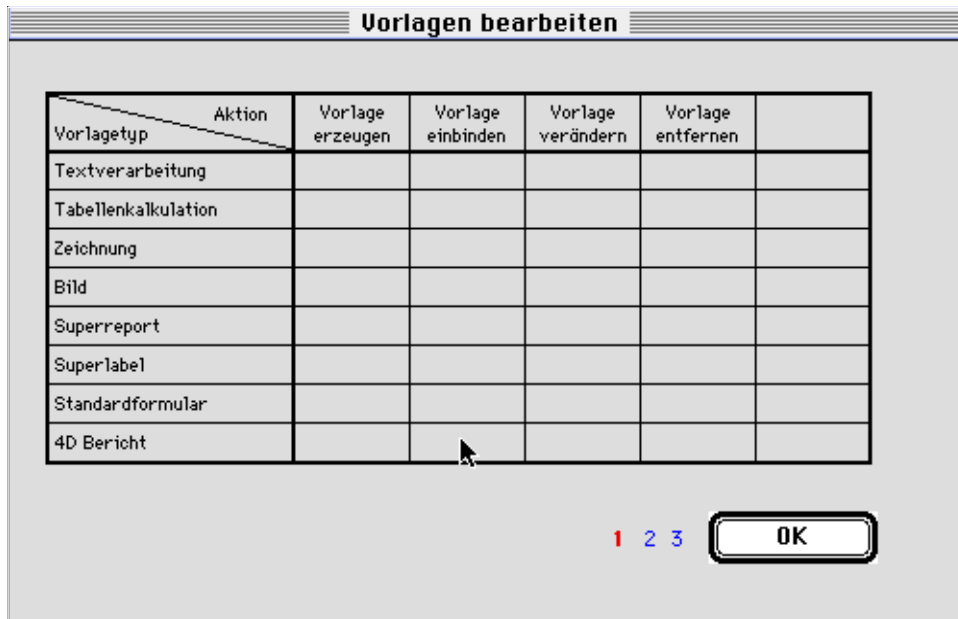 Vorlagen bearbeiten
Aktion
Vorlagetyp
Vorlage
erzeugen
Vorlage
einbinden
Vorlage
verändern
Vorlage
entfernen
Textverarbeitung
Tabellenkalkulation
Zeichnung
Bild
Superreport
Superlabel
Standardformular
4D Bericht
1 2 3
OK